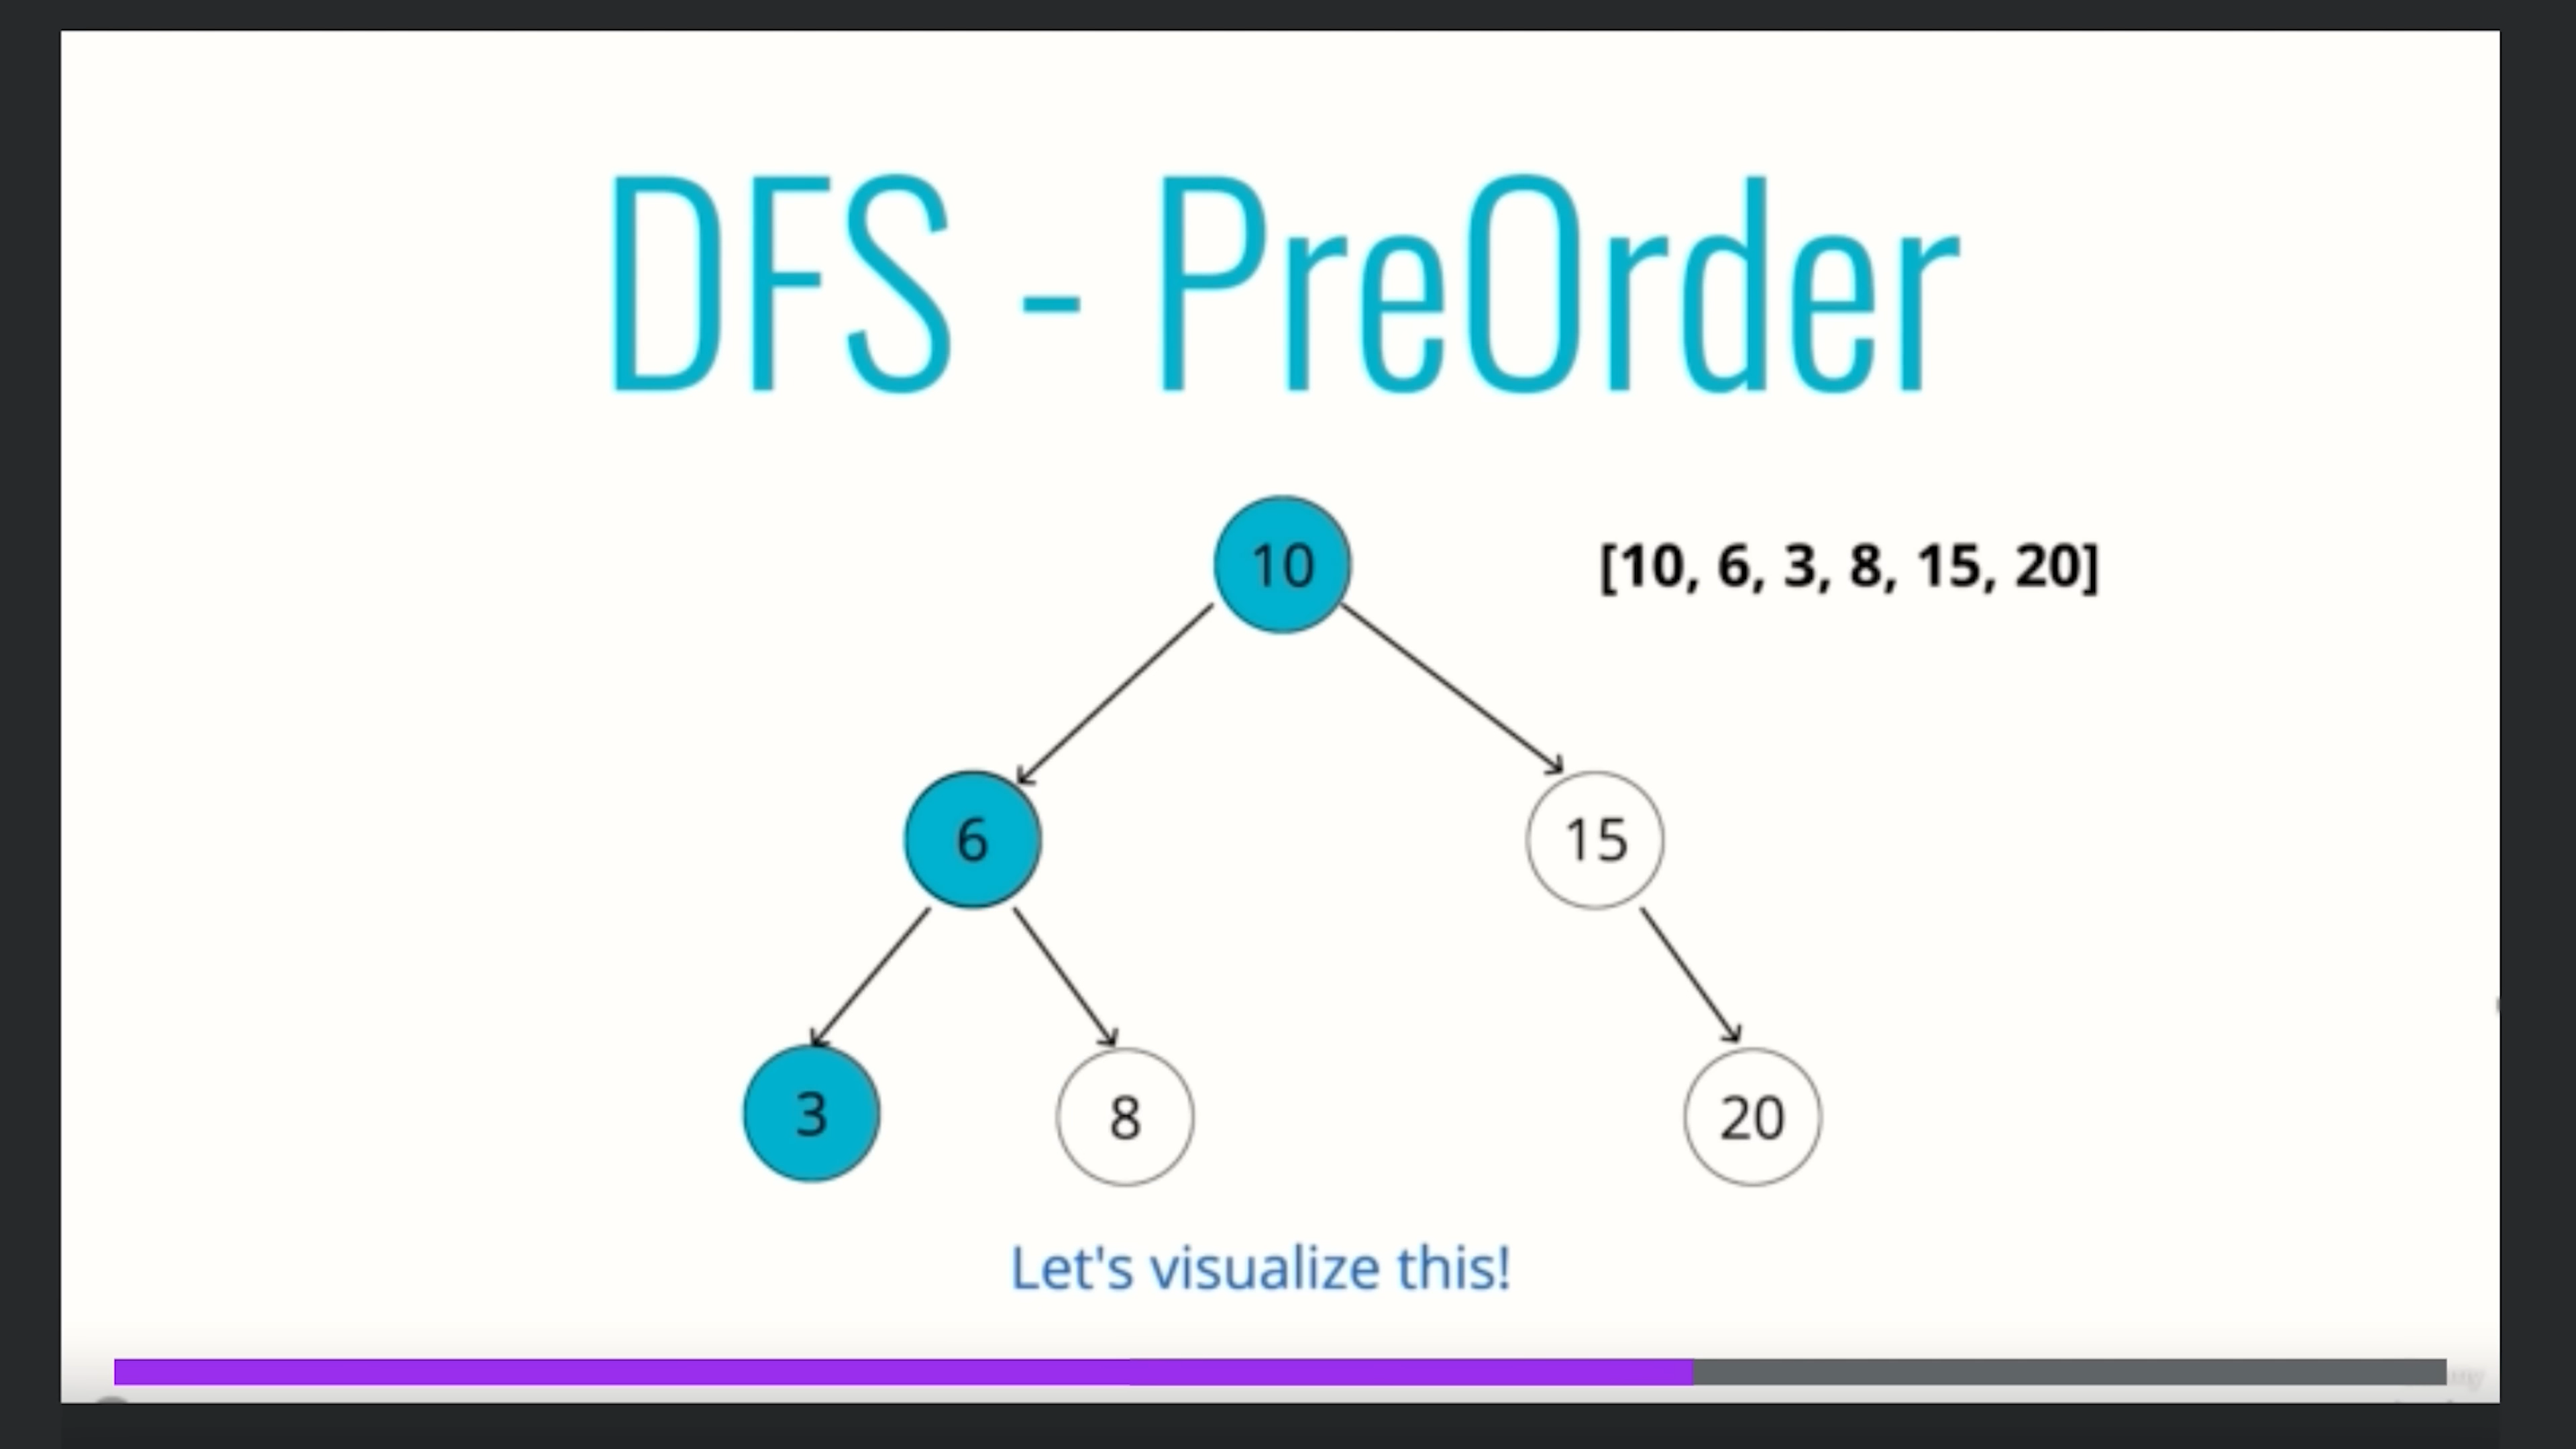 DFS - PreOrder
10
[10, 6, 3, 8, 15, 20]
6
15
3
8
20
Let's visualize this!